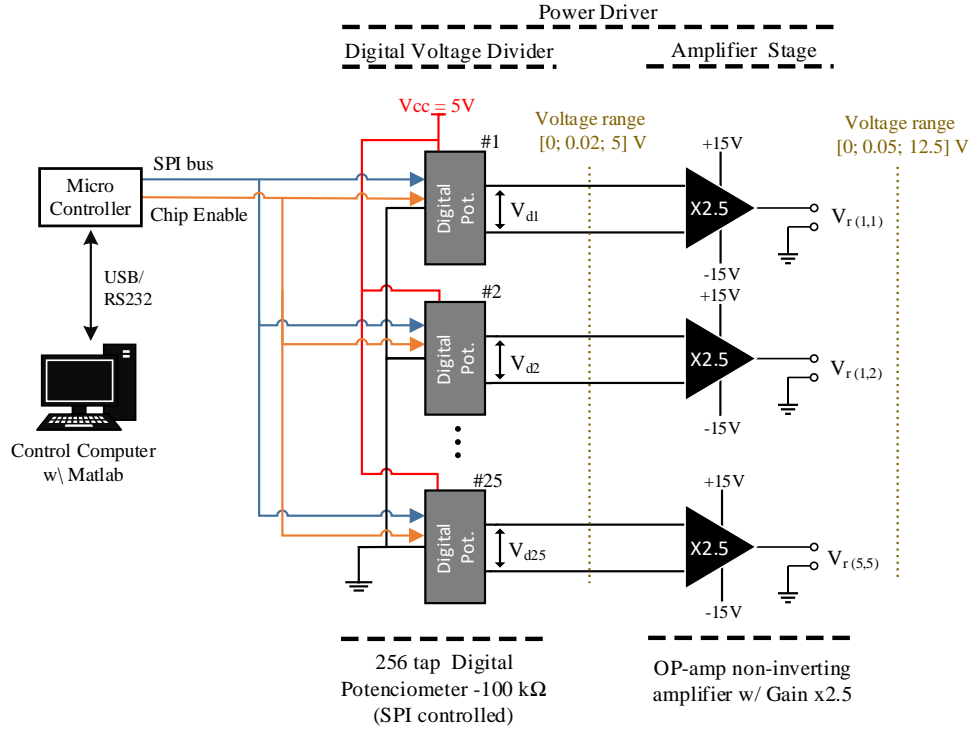 Power Driver
Digital Voltage Divider
Amplifier Stage
Vcc = 5V
Voltage range
[0; 0.02; 5] V
Voltage range
[0; 0.05; 12.5] V
#1
+15V
SPI bus
Micro
Controller
Chip Enable
Digital
Pot.
Vd1
X2.5
Vr (1,1)
-15V
USB/
RS232
#2
+15V
Digital
Pot.
Vd2
X2.5
Vr (1,2)
-15V
Control Computer
w\ Matlab
#25
+15V
Digital
Pot.
Vd25
X2.5
Vr (5,5)
-15V
256 tap Digital
Potenciometer -100 kΩ
(SPI controlled)
OP-amp non-inverting
amplifier w/ Gain x2.5